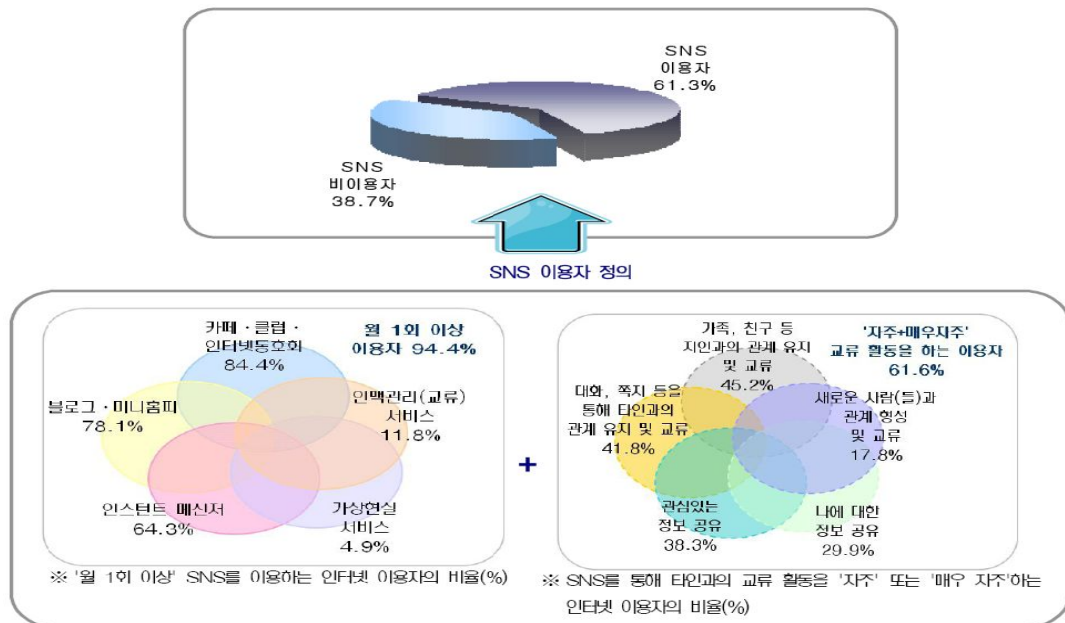 SNS
이용자
61.3%
SNS
비이용자
38.7%
SNS 이용자 정의
카페·클럽·
인터넷동호회
84.4%
월 1회 이상
이용자 94.4%
블로그·미니홈피
78.1%
인맥관리(교류)
서비스
11.8%
인스턴트 메신저
64.3%
가상현실
서비스
4.9%
※ '월 1회 이상' SNS를 이용하는 인터넷 이용자의 비율(%)
+
가족, 친구 등
지인과의 관계 유지
및 교류
45.2%
'자주+매우자주'
교류 활동을 하는 이용자
61.6%
대화, 쪽지 등을
통해 타인과의
관계 유지 및 교류
41.8%
새로운 사람(들)과
관계 형성
및 교류
17.8%
관심있는
정보 공유
38.3%
나에 대한
정보 공유
29.9%
※ SNS를 통해 타인과의 교류 활동을 '자주' 또는 '매우 자주'하는
인터넷 이용자의 비율(%)